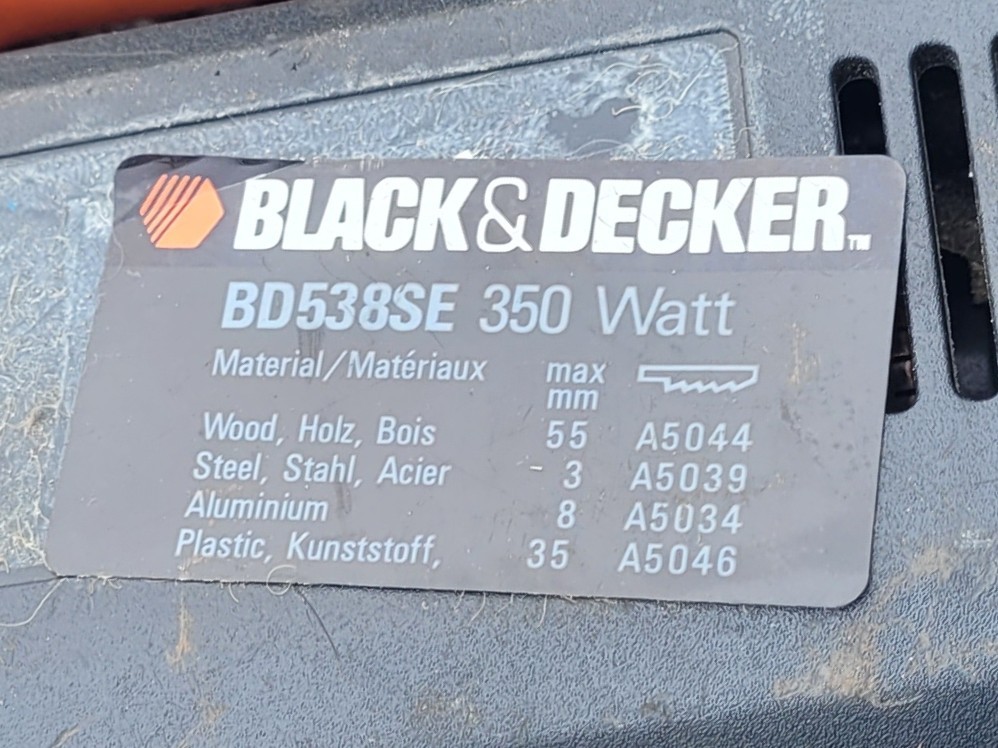 BLACK&DECKER™
BD538SE 350 Watt
Material/Matériaux max mm
Wood, Holz, Bois 55 A5044
Steel, Stahl, Acier 3 A5039
Aluminium 8 A5034
Plastic, Kunststoff, 35 A5046